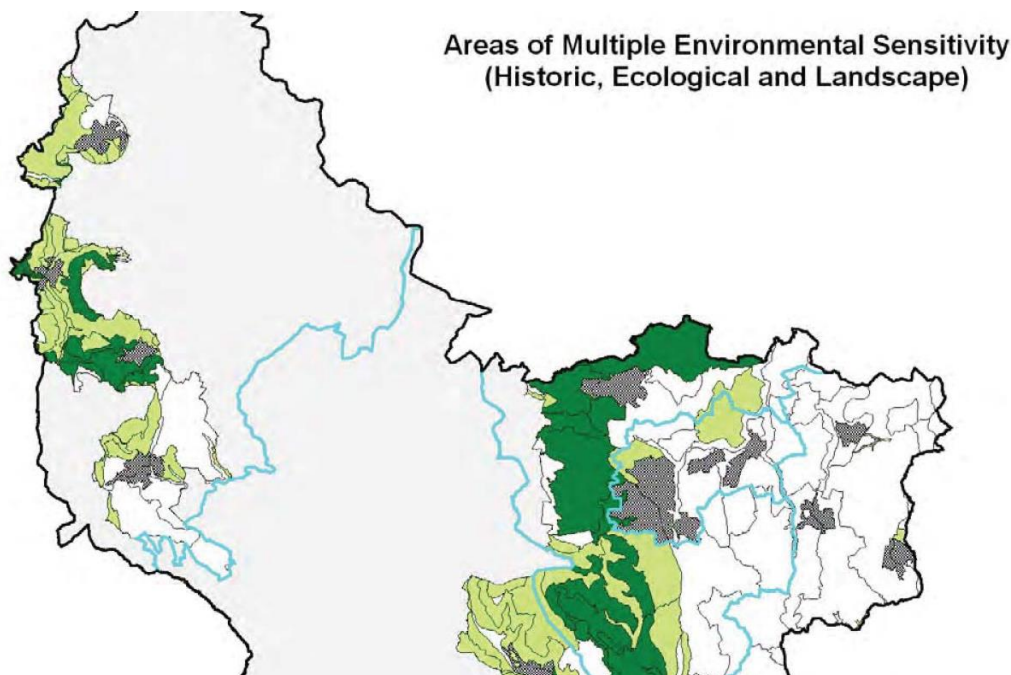 Areas of Multiple Environmental Sensitivity
(Historic, Ecological and Landscape)